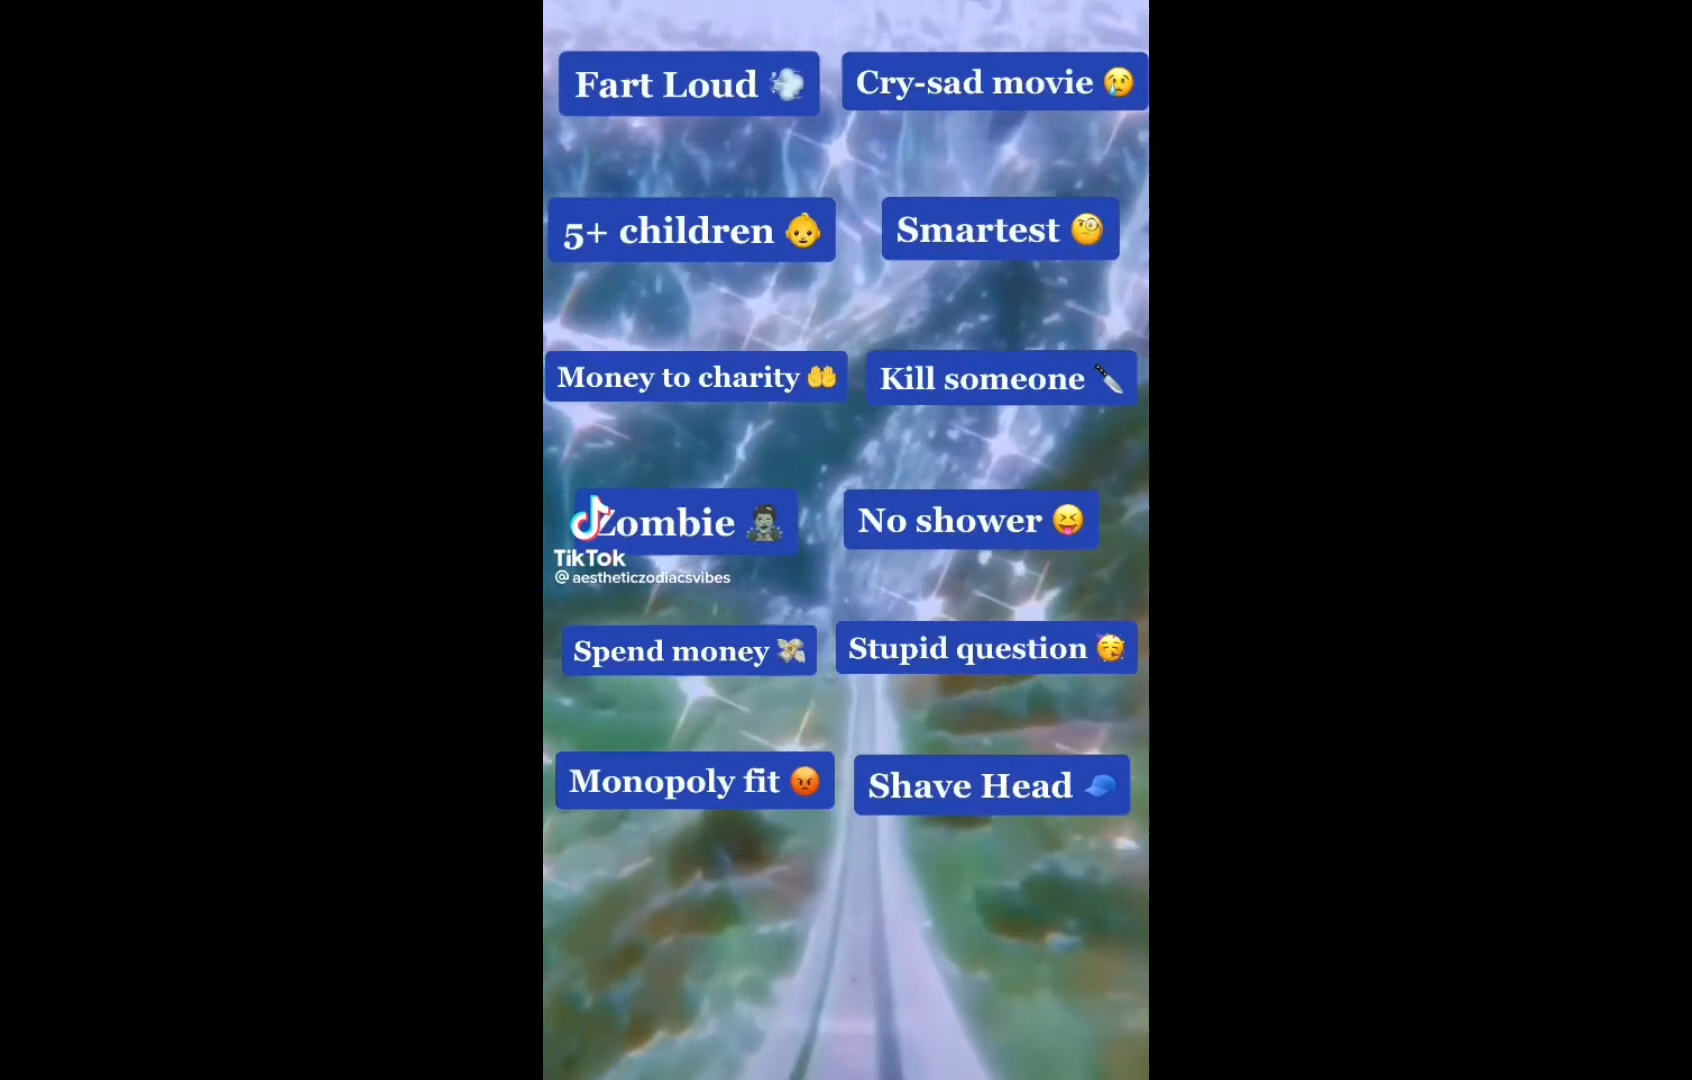 Fart Loud 💨
Cry-sad movie 😢
5+ children 👶
Smartest 🧐
Money to charity 🤲
Kill someone 🔪
Zombie 🧟
No shower 😝
TikTok
@aestheticzodiacsvibes
Spend money 💸
Stupid question 🥳
Monopoly fit 😡
Shave Head 🧢